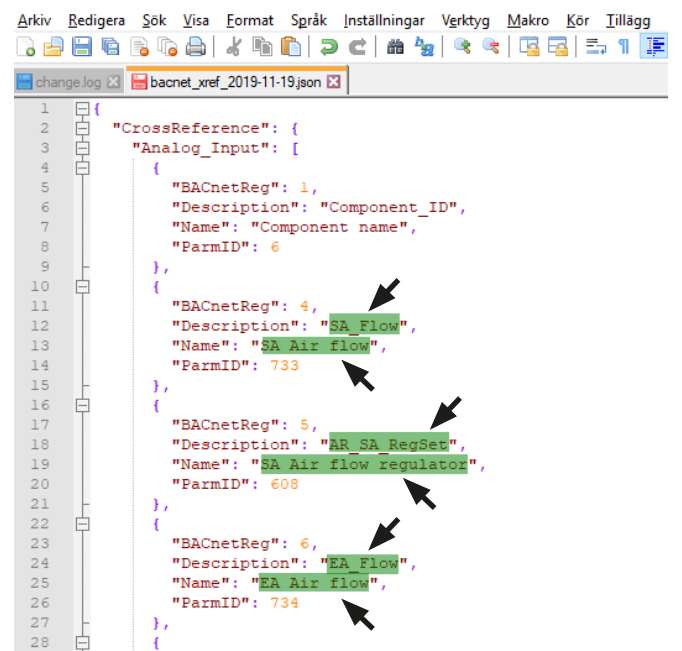 Arkiv Redigera Sök Visa Format Språk Inställningar Verktyg Makro Kör Tillägg
change.log bacnet_xref_2019-11-19.json
1 {
2 "CrossReference": {
3 "Analog_Input": [
4 {
5 "BACnetReg": 1,
6 "Description": "Component_ID",
7 "Name": "Component name",
8 "ParmID": 6
9 },
10 {
11 "BACnetReg": 4,
12 "Description": "SA_Flow",
13 "Name": "SA Air flow",
14 "ParmID": 733
15 },
16 {
17 "BACnetReg": 5,
18 "Description": "AR_SA_RegSet",
19 "Name": "SA Air flow regulator",
20 "ParmID": 608
21 },
22 {
23 "BACnetReg": 6,
24 "Description": "EA_Flow",
25 "Name": "EA Air flow",
26 "ParmID": 734
27 },
28 {